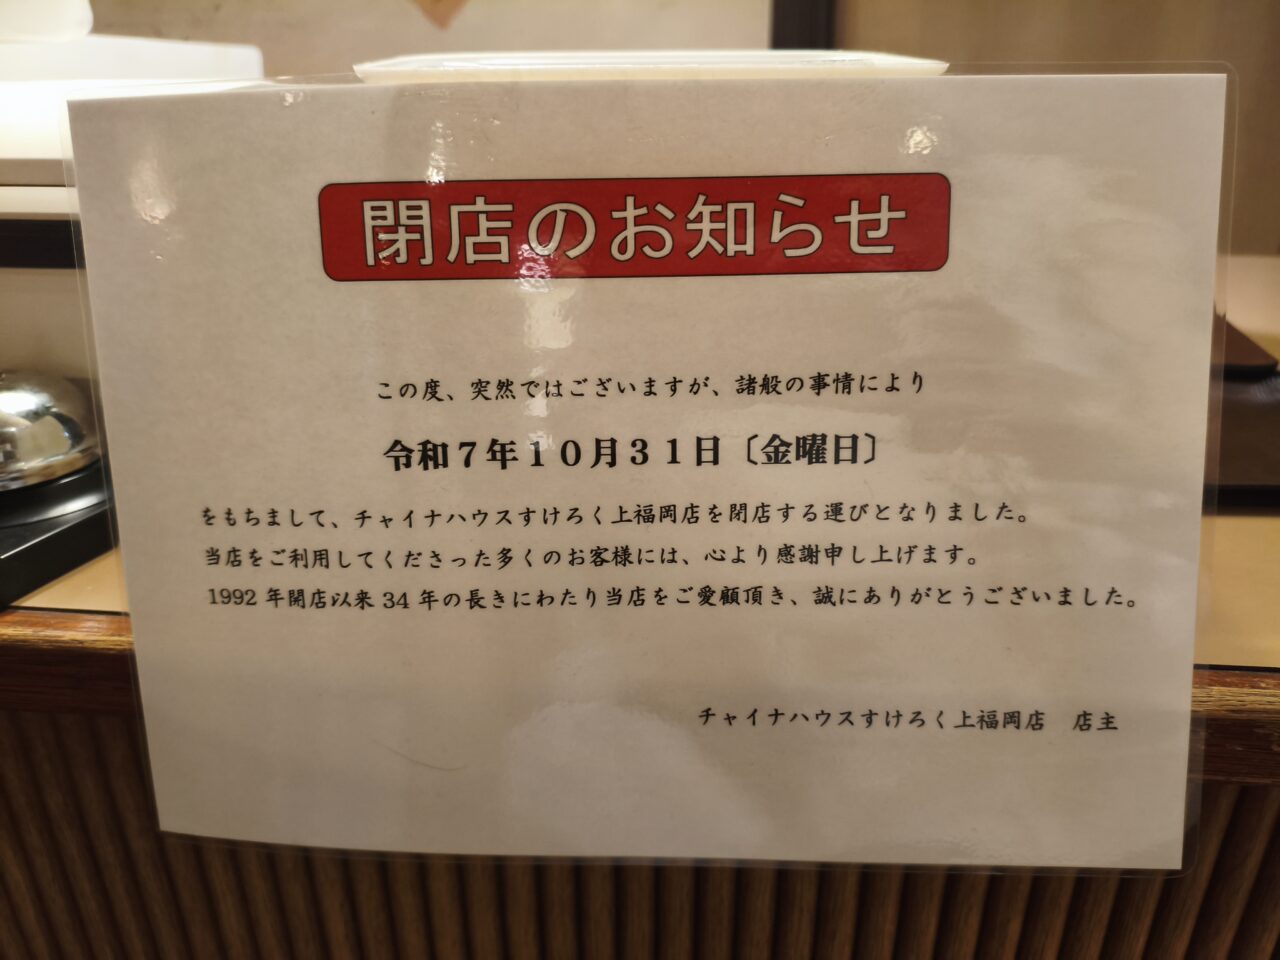 閉店のお知らせ
この度、突然ではございますが、諸般の事情により
令和７年１０月３１日〔金曜日〕
をもちまして、チャイナハウスすけろく上福岡店を閉店する運びとなりました。
当店をご利用してくださった多くのお客様には、心より感謝申し上げます。
1992 年開店以来 34 年の長きにわたり当店をご愛顧頂き、誠にありがとうございました。
チャイナハウスすけろく上福岡店　店主